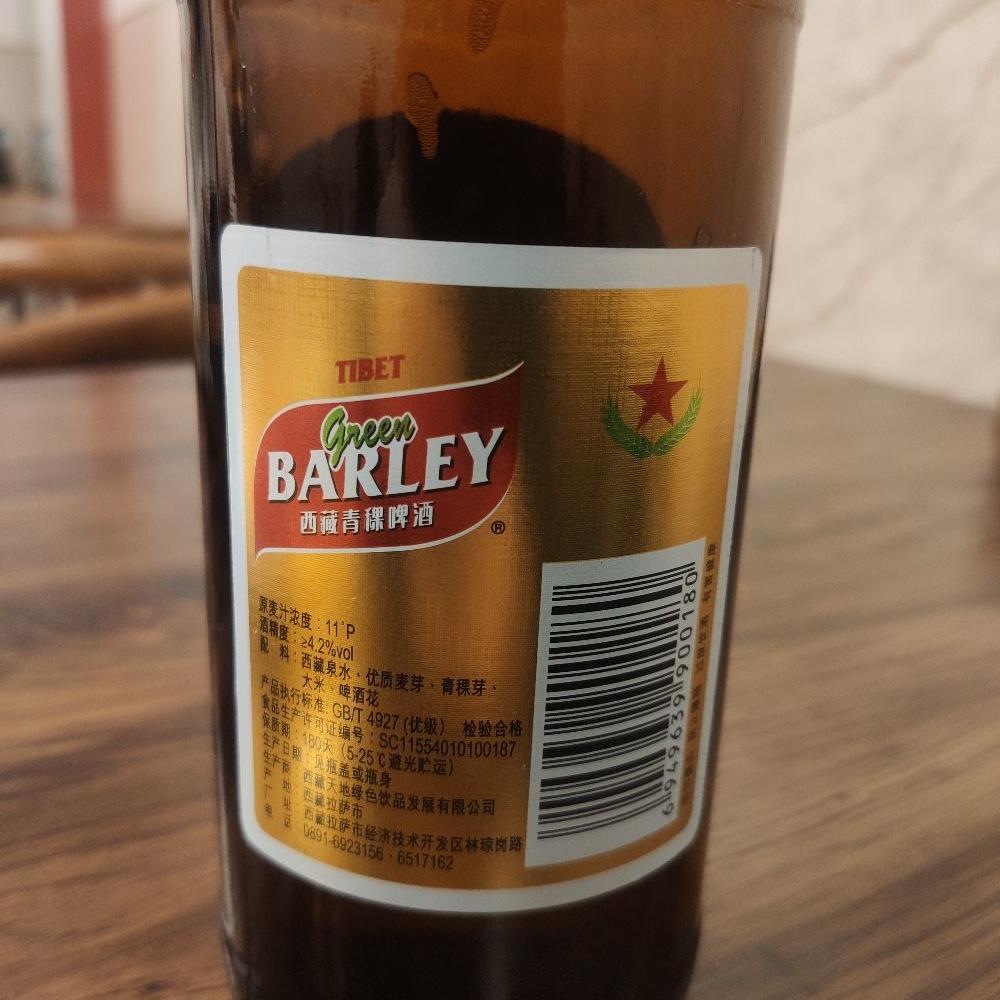 TIBET
Green
BARLEY
西藏青稞啤酒
®
原麦汁浓度：11°P
酒精度：≥4.2%vol
配 料：西藏泉水、优质麦芽、青稞芽、
大米、啤酒花
产品执行标准：GB/T 4927 (优级) 检验合格
食品生产许可证编号：SC11554010100187
保质期：180天（5-25℃避光贮运）
生产日期：见瓶盖或瓶身
生产商：西藏天地绿色饮品发展有限公司
产 地：西藏拉萨市
厂 址：西藏拉萨市经济技术开发区林琼岗路
电 话：0891-6923156、6517162
6 949639 900180